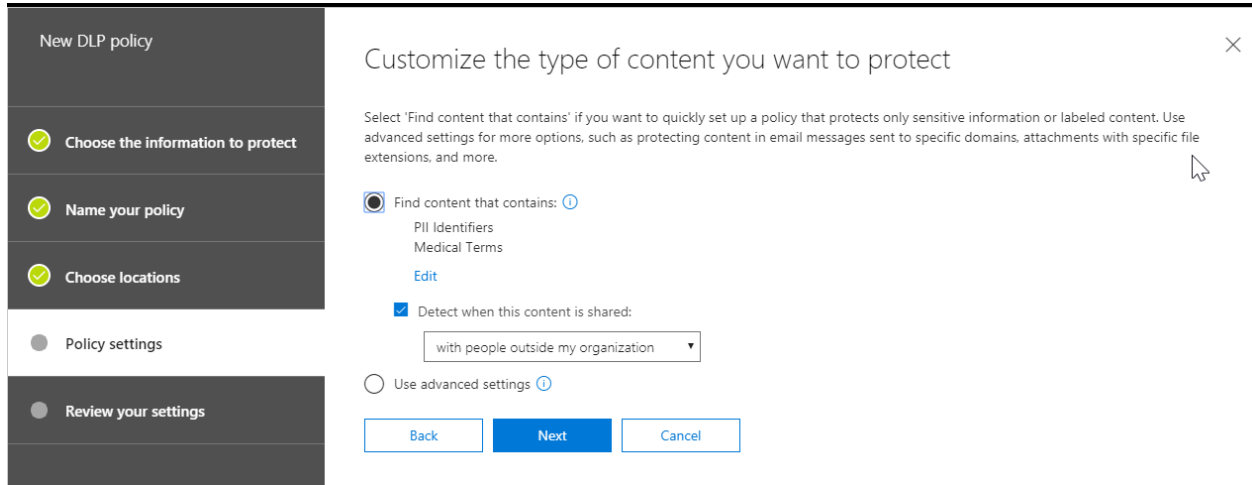 New DLP policy
Choose the information to protect
Name your policy
Choose locations
Policy settings
Review your settings
Customize the type of content you want to protect
Select 'Find content that contains' if you want to quickly set up a policy that protects only sensitive information or labeled content. Use
advanced settings for more options, such as protecting content in email messages sent to specific domains, attachments with specific file
extensions, and more.
Find content that contains:
PII Identifiers
Medical Terms
Edit
Detect when this content is shared:
with people outside my organization
Use advanced settings
Back Next Cancel